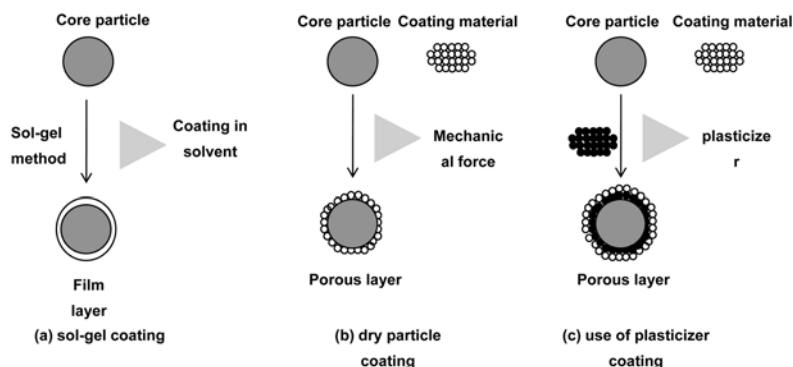 Core particle
Sol-gel
method
Coating in
solvent
Film
layer
(a) sol-gel coating
Core particle Coating material
Mechanic
al force
Porous layer
(b) dry particle
coating
Core particle Coating material
plasticize
r
Porous layer
(c) use of plasticizer
coating